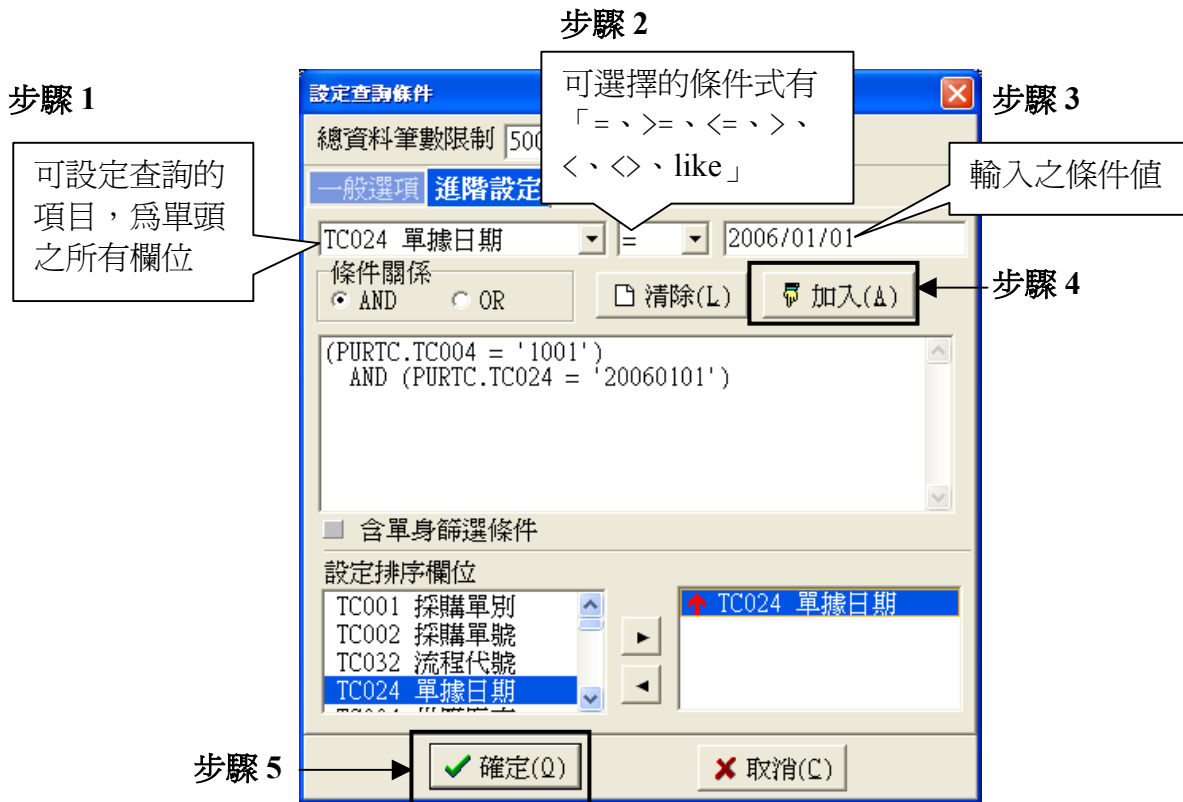 步驟 2
步驟 1
設定查詢條件
可選擇的條件式有
「=、>=、<=、>、
<、<>、like」
步驟 3
總資料筆數限制 500
可設定查詢的
項目，為單頭
之所有欄位
輸入之條件值
一般選項 進階設定
TC024 單據日期 = 2006/01/01
條件關係
AND OR 清除(L) 加入(A)
步驟 4
(PURTC.TC004 = '1001')
AND (PURTC.TC024 = '20060101')
含單身篩選條件
設定排序欄位
TC001 採購單別
TC002 採購單號
TC032 流程代號
TC024 單據日期
TC024 單據日期
步驟 5
確定(O) 取消(C)